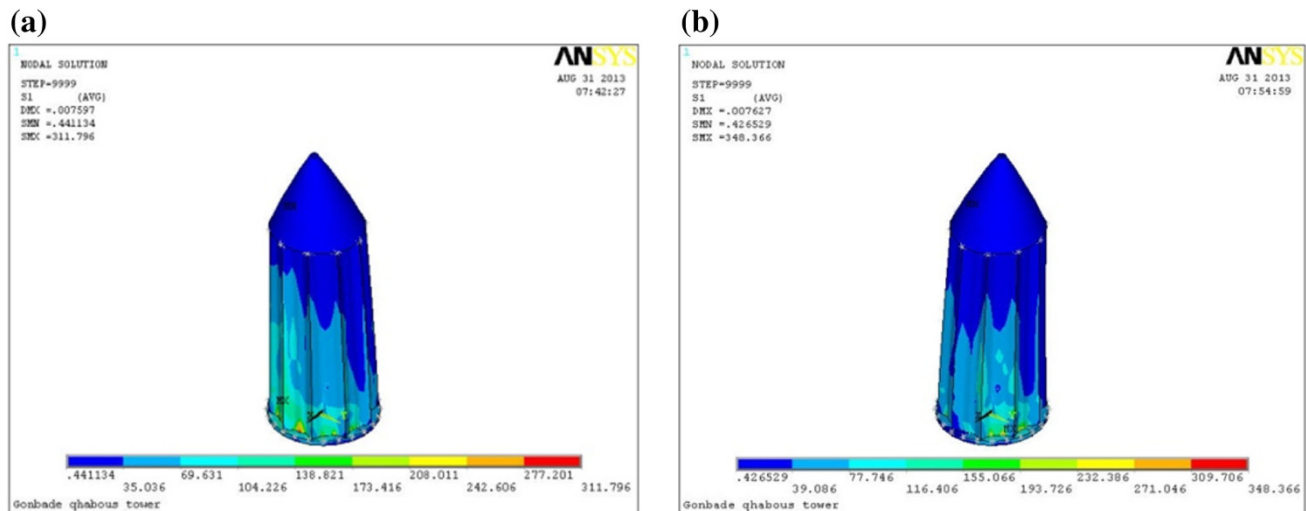 (a)
1
NODAL SOLUTION
STEP=9999
S1 (AVG)
DMX =.007597
SMN =.441134
SMX =311.796
ANSYS
AUG 31 2013
07:42:27
MX
.441134 69.631 138.821 208.011 277.201
35.036 104.226 173.416 242.606 311.796
Gonbade qhabous tower
(b)
1
NODAL SOLUTION
STEP=9999
S1 (AVG)
DMX =.007627
SMN =.426529
SMX =348.366
ANSYS
AUG 31 2013
07:54:59
.426529 77.746 155.066 232.386 309.706
39.086 116.406 193.726 271.046 348.366
Gonbade qhabous tower